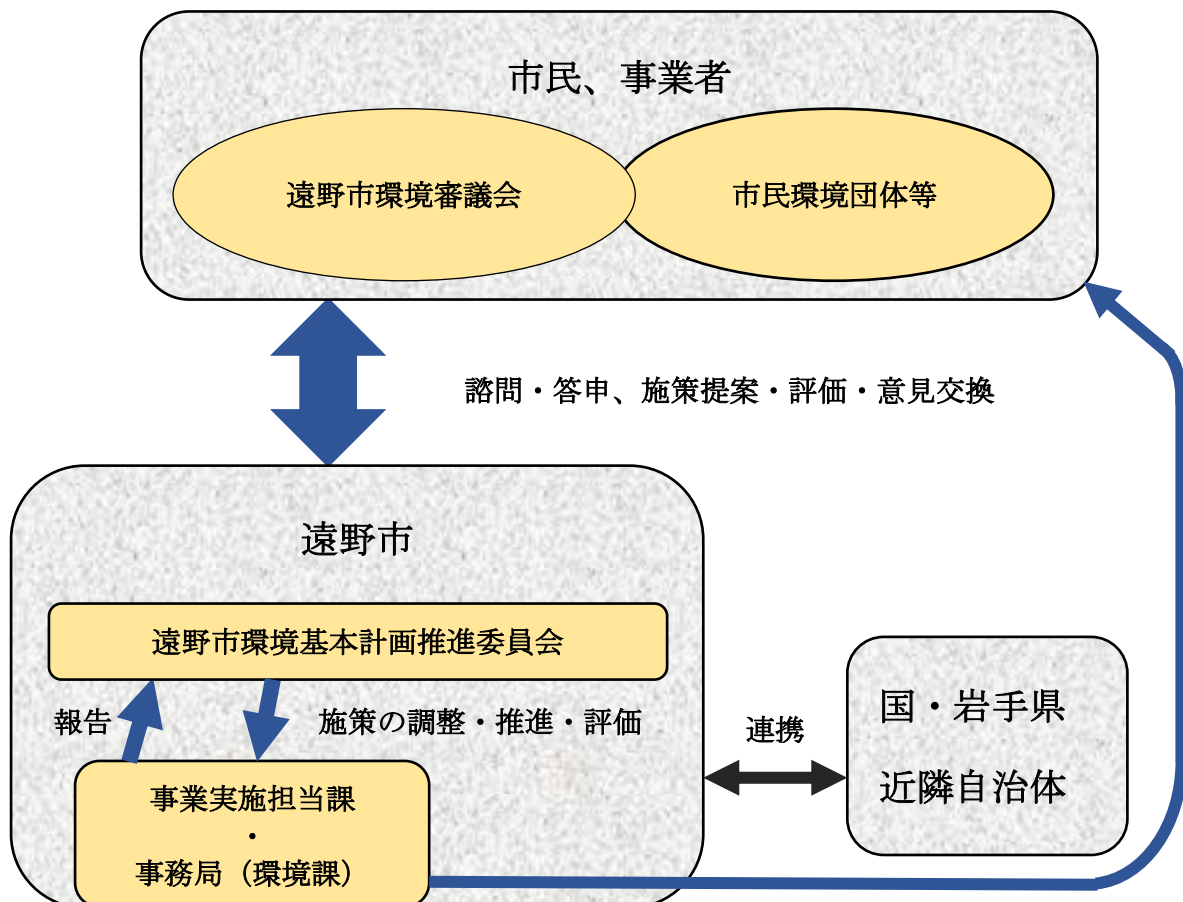 市民、事業者
遠野市環境審議会
市民環境団体等
諮問・答申、施策提案・評価・意見交換
遠野市
遠野市環境基本計画推進委員会
報告
施策の調整・推進・評価
事業実施担当課
・
事務局（環境課）
連携
国・岩手県
近隣自治体